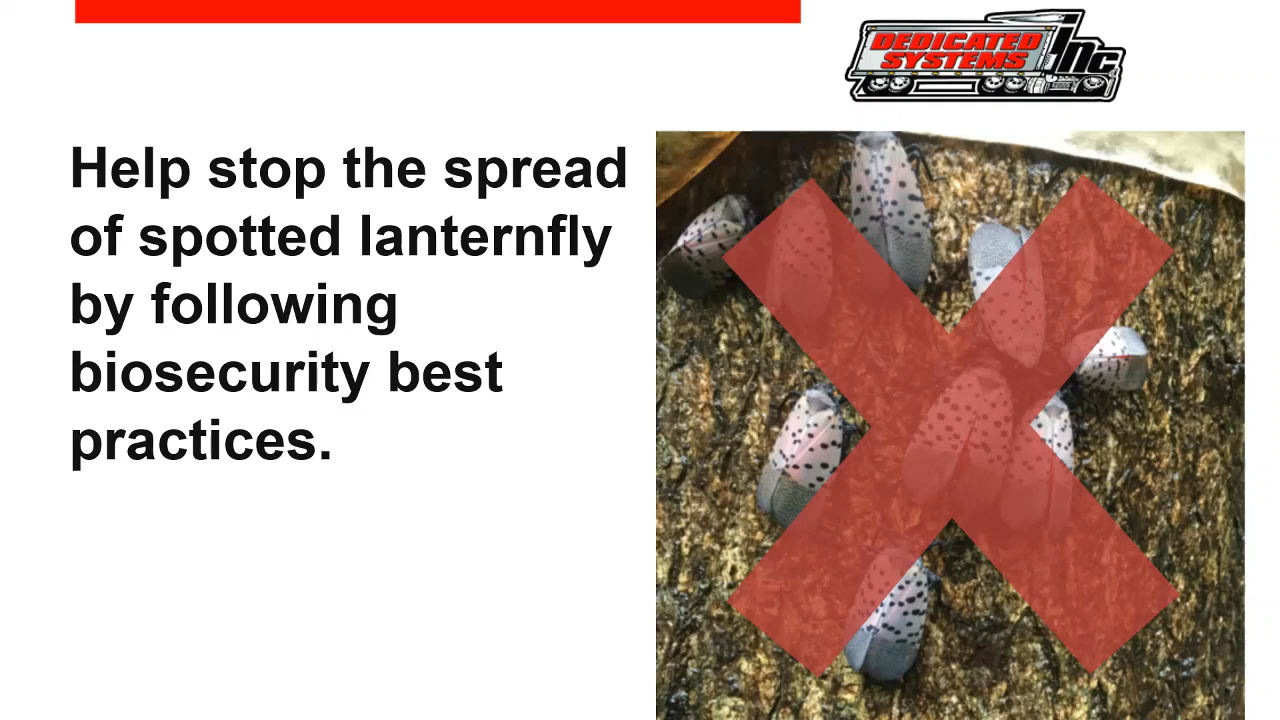 DEDICATED
SYSTEMS
Inc
Help stop the spread
of spotted lanternfly
by following
biosecurity best
practices.